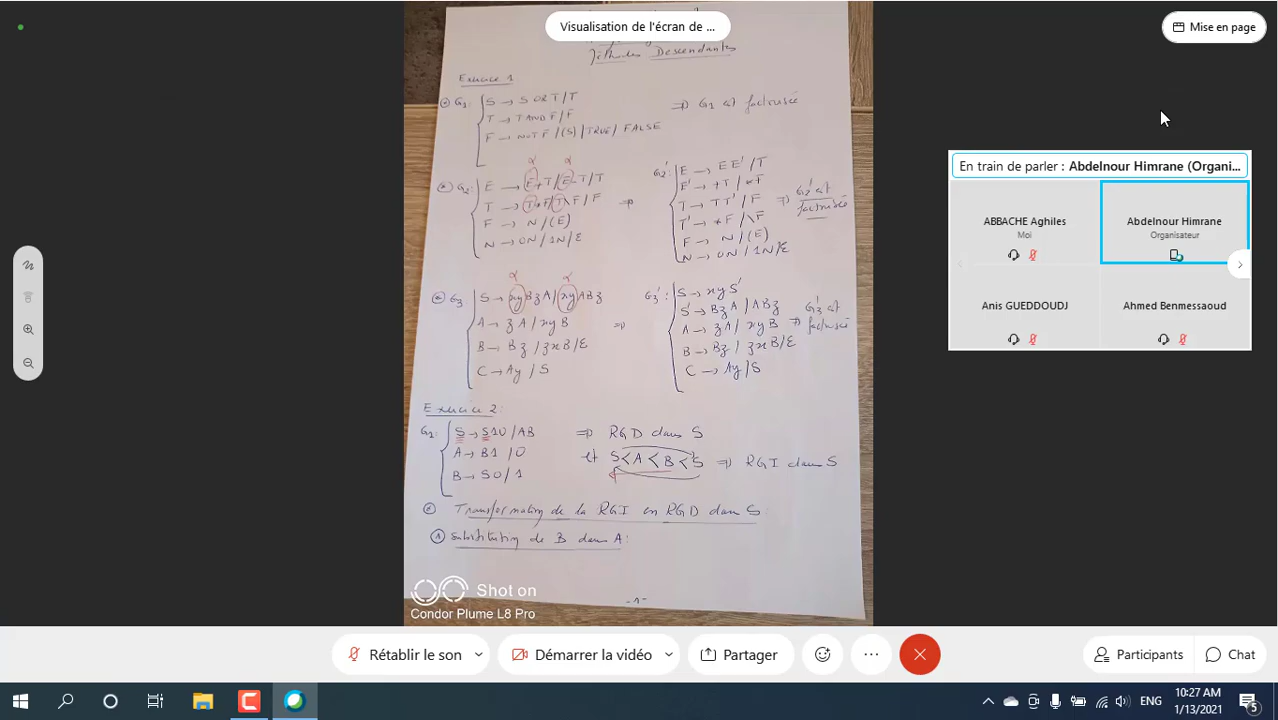 Visualisation de l'écran de ...
Mise en page
Méthodes Descendantes
Exercice 1
G1: S → S OR T / T ⇒ G1 est factorisée
T → T AND F / F
F → NOT F / (S) / TRUE / FALSE
α α
G2: E → E+T / E-T / T ⇒ G2': E → EE' / T ⇒ G2' est factorisée
T → T*F / T\F / F
F → N / (E)
N → 0N / 1N / ε
T → TT' / F
T' → *F / \F
F → N / (E)
N → 0N / 1N / ε
α α
G3 S → xyBzA / xyABz ⇒ G3': S → xyS' ⇒ G3' est factorisée
A → zA / xyB
B → Bz / zxB / ε
C → Ay / S
S → BzA / ABz
A → zA / xyB
B → Bz / zxB / ε
C → Ay / S
Exercice 2:
G1: S → S10 / AB ⇒ RGD dans S
A → B1 / 0 et S < A < B < S ⇒ RGI dans S
B → S0 / 1
Transformation de la RGI en RGD dans S
① Substitution de B dans A:
-1-
Shot on
Condor Plume L8 Pro
En train de parler : Abdelnour Himrane (Organi...
ABBACHE Aghiles
Moi
Abdelnour Himrane
Organisateur
Anis GUEDDOUDJ
Ahmed Benmessaoud
Rétablir le son
Démarrer la vidéo
Partager
Participants
Chat
ENG
10:27 AM
1/13/2021
5